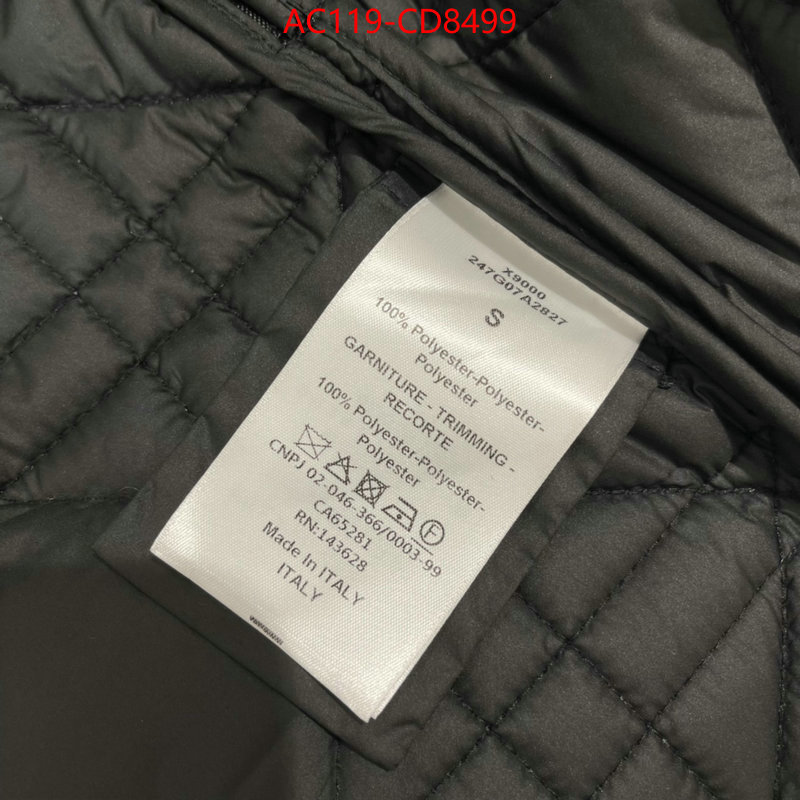 AC119-CD8499
X9000
247G07A2827
S
100% Polyester-Polyester-
Polyester
GARNITURE - TRIMMING -
RECORTE
100% Polyester-Polyester-
Polyester
CNPJ 02-046-366/0003-99
CA65281
RN:143628
Made In ITALY
ITALY